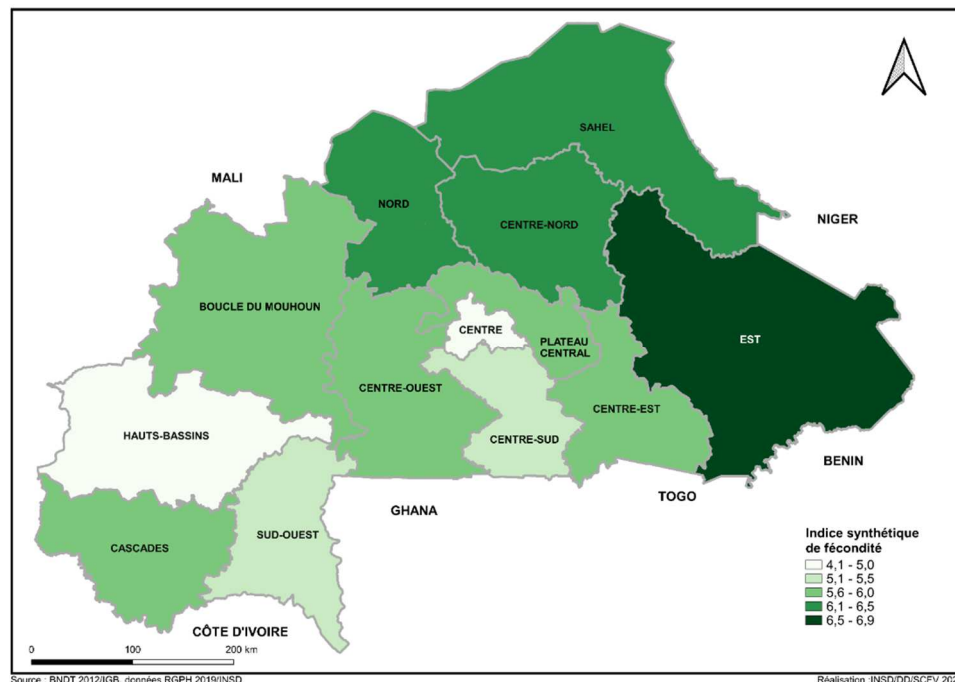 SAHEL
MALI
NORD
NIGER
CENTRE-NORD
BOUCLE DU MOUHOUN
CENTRE
PLATEAU
CENTRAL
EST
CENTRE-OUEST
CENTRE-EST
HAUTS-BASSINS
CENTRE-SUD
BENIN
TOGO
GHANA
SUD-OUEST
CASCADES
CÔTE D'IVOIRE
Indice synthétique
de fécondité
4,1 - 5,0
5,1 - 5,5
5,6 - 6,0
6,1 - 6,5
6,5 - 6,9
0 100 200 km
Source : BNDT 2012/IGB, données RGPH 2019/INSD
Réalisation :INSD/DD/SCEV